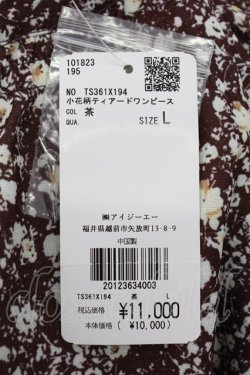 101823
195
NO TS361X194
小花柄ティアードワンピース
COL 茶
QUA.
SIZE L
㈱アイジーエー
福井県越前市矢放町13-8-9
中国製
20123634003
TS361X194 茶 L
税込価格 ¥11,000
本体価格 (¥10,000)